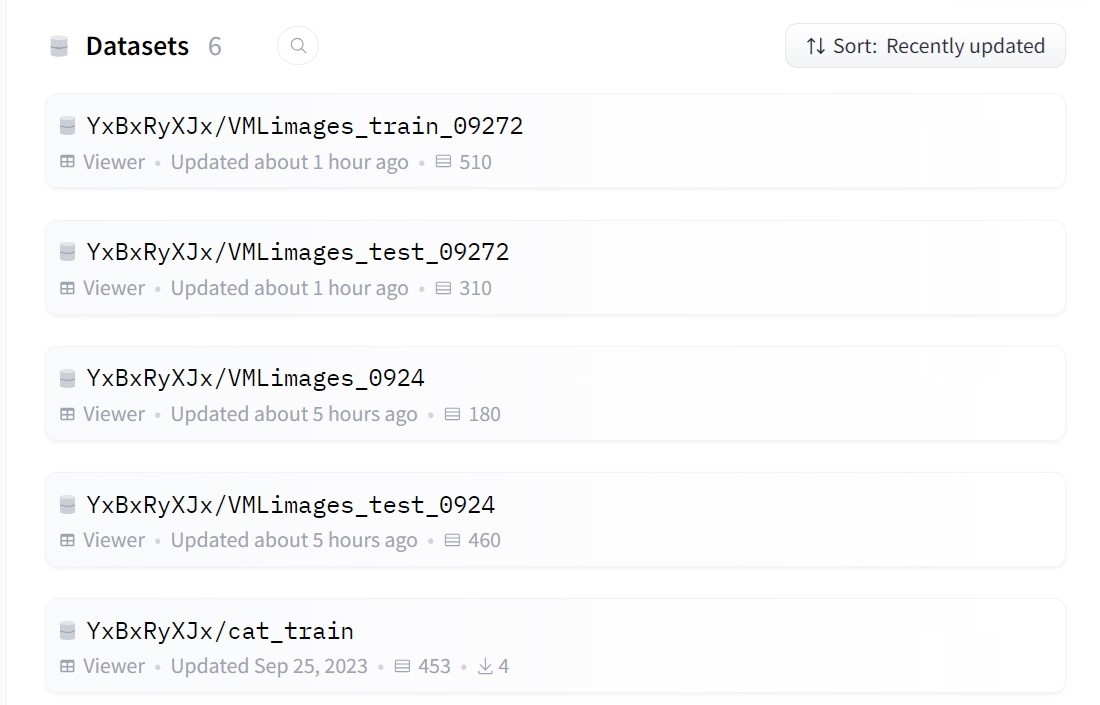 Datasets 6 Sort: Recently updated
YxBxRyXJx/VMLimages_train_09272
Viewer • Updated about 1 hour ago • 510
YxBxRyXJx/VMLimages_test_09272
Viewer • Updated about 1 hour ago • 310
YxBxRyXJx/VMLimages_0924
Viewer • Updated about 5 hours ago • 180
YxBxRyXJx/VMLimages_test_0924
Viewer • Updated about 5 hours ago • 460
YxBxRyXJx/cat_train
Viewer • Updated Sep 25, 2023 • 453 • 4